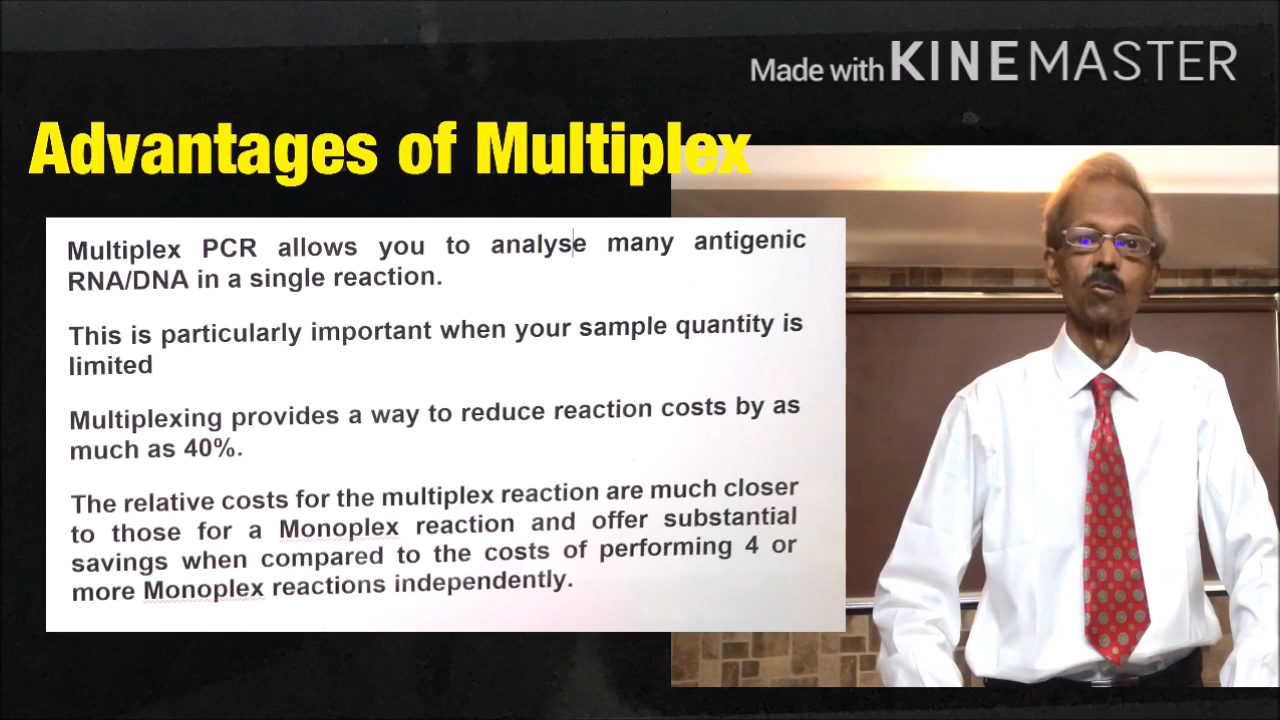 Made with KINEMASTER
Advantages of Multiplex
Multiplex PCR allows you to analyse many antigenic
RNA/DNA in a single reaction.
This is particularly important when your sample quantity is
limited
Multiplexing provides a way to reduce reaction costs by as
much as 40%.
The relative costs for the multiplex reaction are much closer
to those for a Monoplex reaction and offer substantial
savings when compared to the costs of performing 4 or
more Monoplex reactions independently.